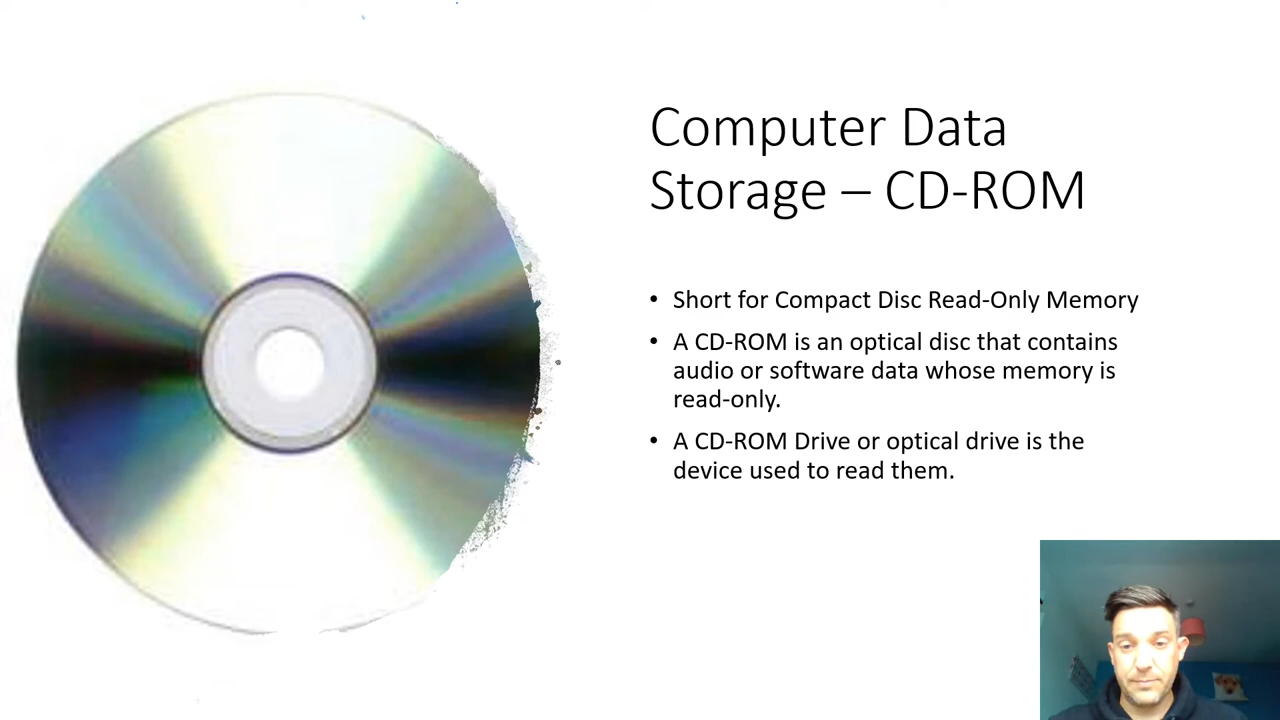 Computer Data
Storage – CD-ROM
• Short for Compact Disc Read-Only Memory
• A CD-ROM is an optical disc that contains
audio or software data whose memory is
read-only.
• A CD-ROM Drive or optical drive is the
device used to read them.